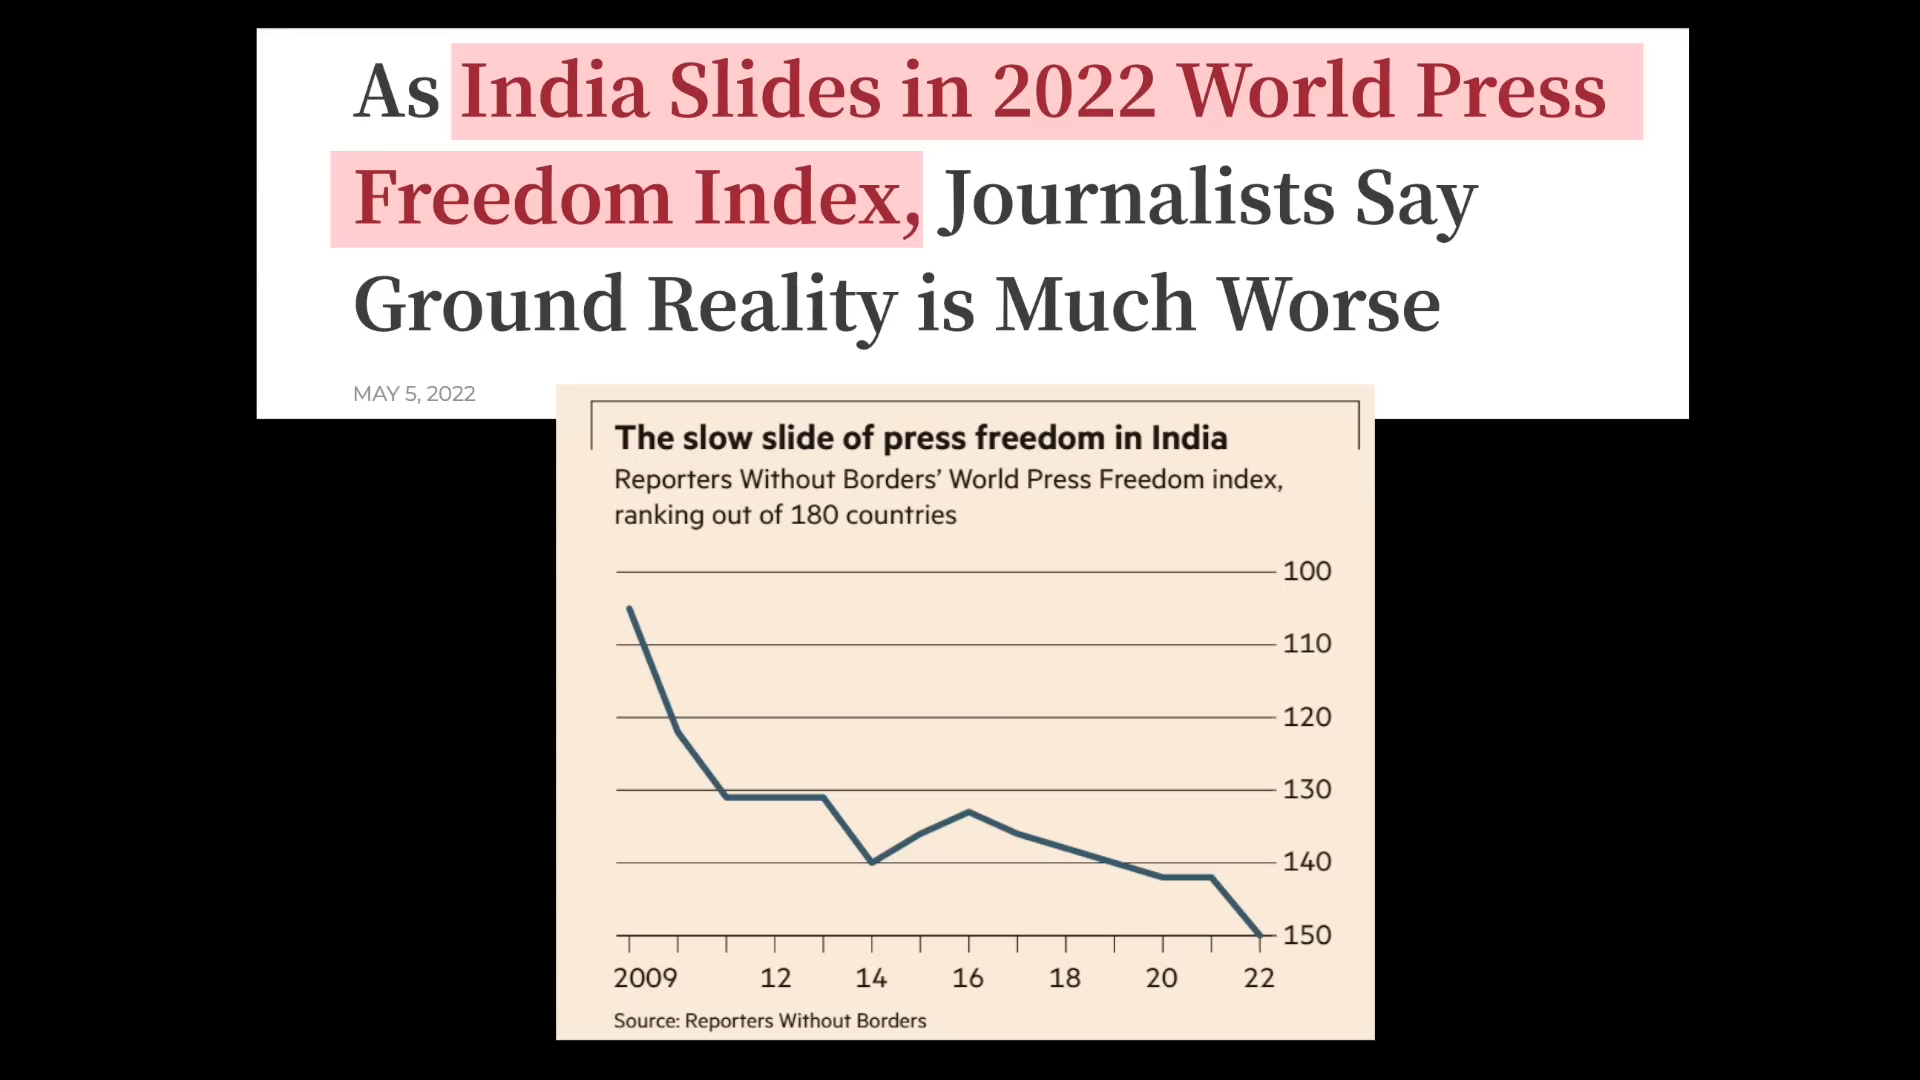 As India Slides in 2022 World Press
Freedom Index, Journalists Say
Ground Reality is Much Worse
MAY 5, 2022
The slow slide of press freedom in India
Reporters Without Borders’ World Press Freedom index,
ranking out of 180 countries
100
110
120
130
140
150
2009 12 14 16 18 20 22
Source: Reporters Without Borders